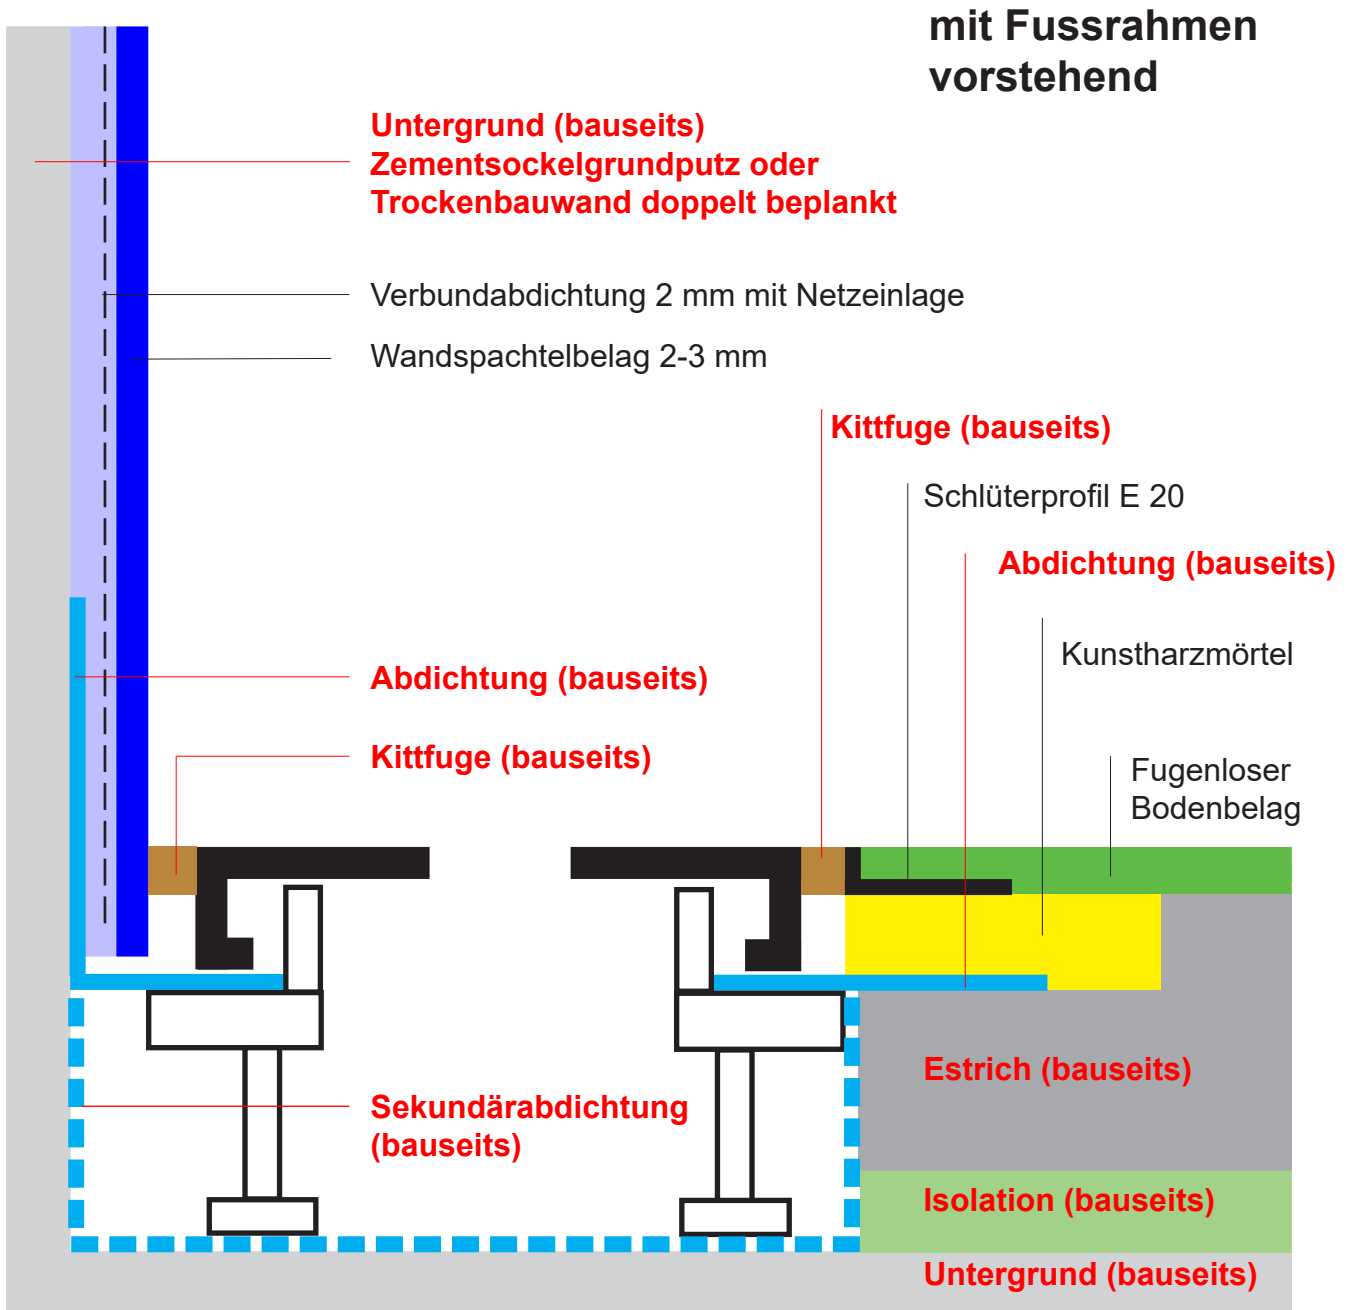 mit Fussrahmen
vorstehend
Untergrund (bauseits)
Zementsockelgrundputz oder
Trockenbauwand doppelt beplankt
Verbundabdichtung 2 mm mit Netzeinlage
Wandspachtelbelag 2-3 mm
Kittfuge (bauseits)
Schlüterprofil E 20
Abdichtung (bauseits)
Kunstharzmörtel
Abdichtung (bauseits)
Kittfuge (bauseits)
Fugenloser
Bodenbelag
Estrich (bauseits)
Sekundärabdichtung
(bauseits)
Isolation (bauseits)
Untergrund (bauseits)